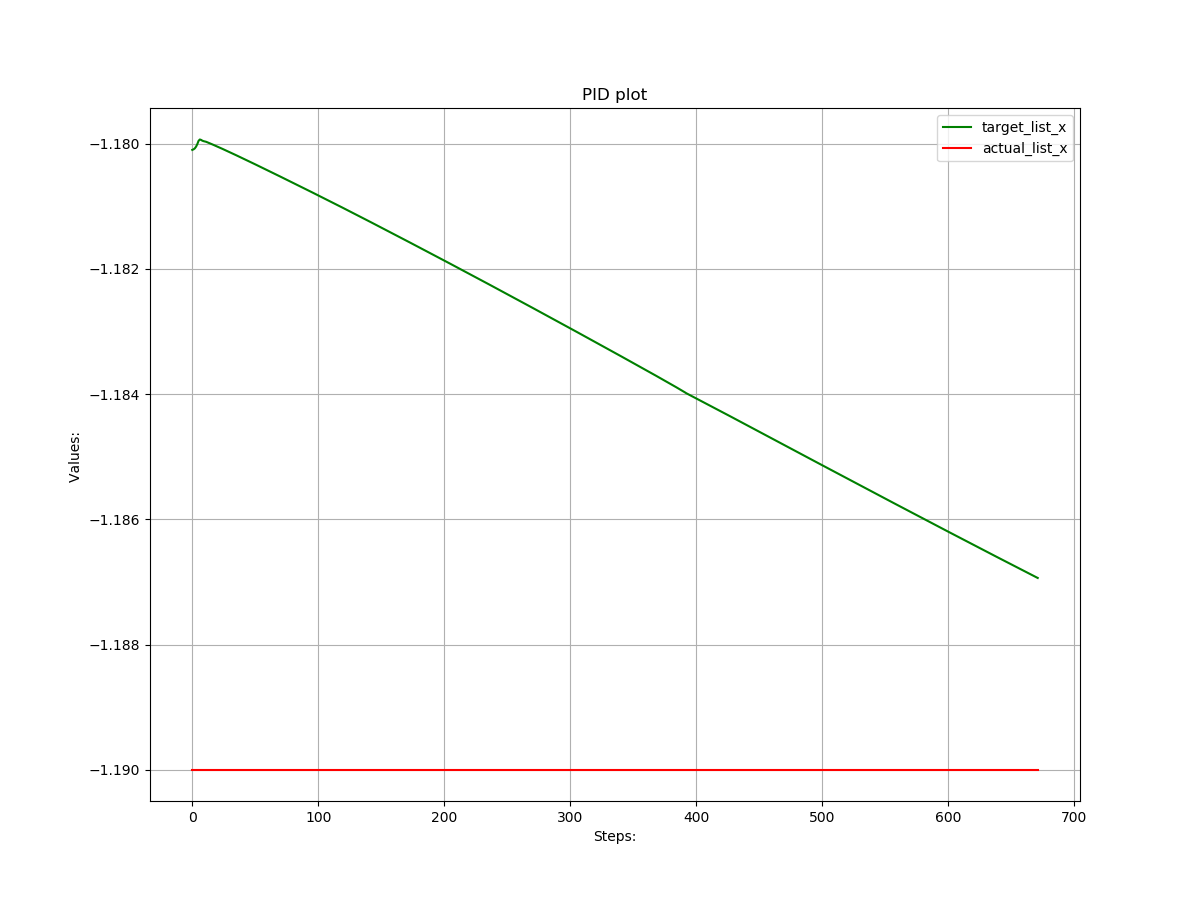 PID plot
target_list_x
actual_list_x
−1.180
−1.182
−1.184
−1.186
−1.188
−1.190
Values:
0 100 200 300 400 500 600 700
Steps: